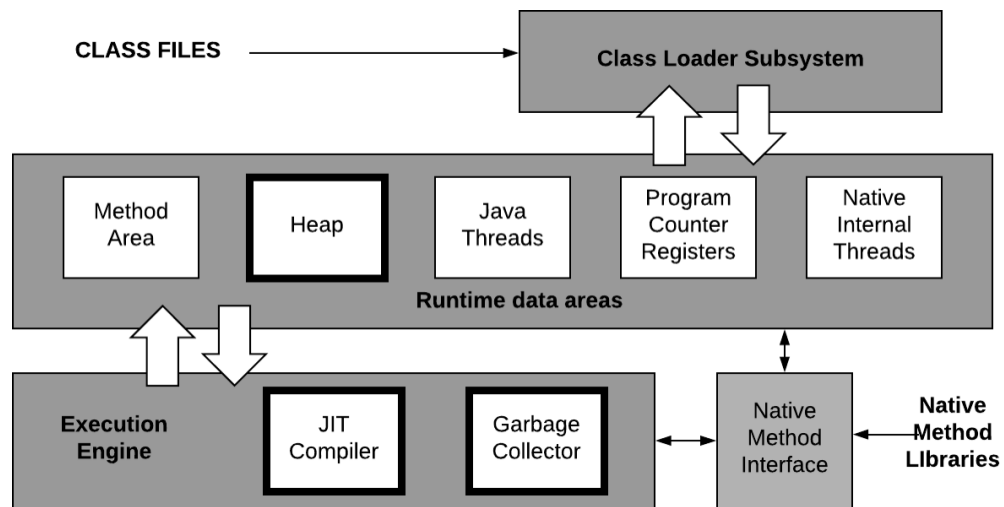 CLASS FILES
Class Loader Subsystem
Method
Area
Heap
Java
Threads
Program
Counter
Registers
Native
Internal
Threads
Runtime data areas
Execution
Engine
JIT
Compiler
Garbage
Collector
Native
Method
Interface
Native
Method
LIbraries